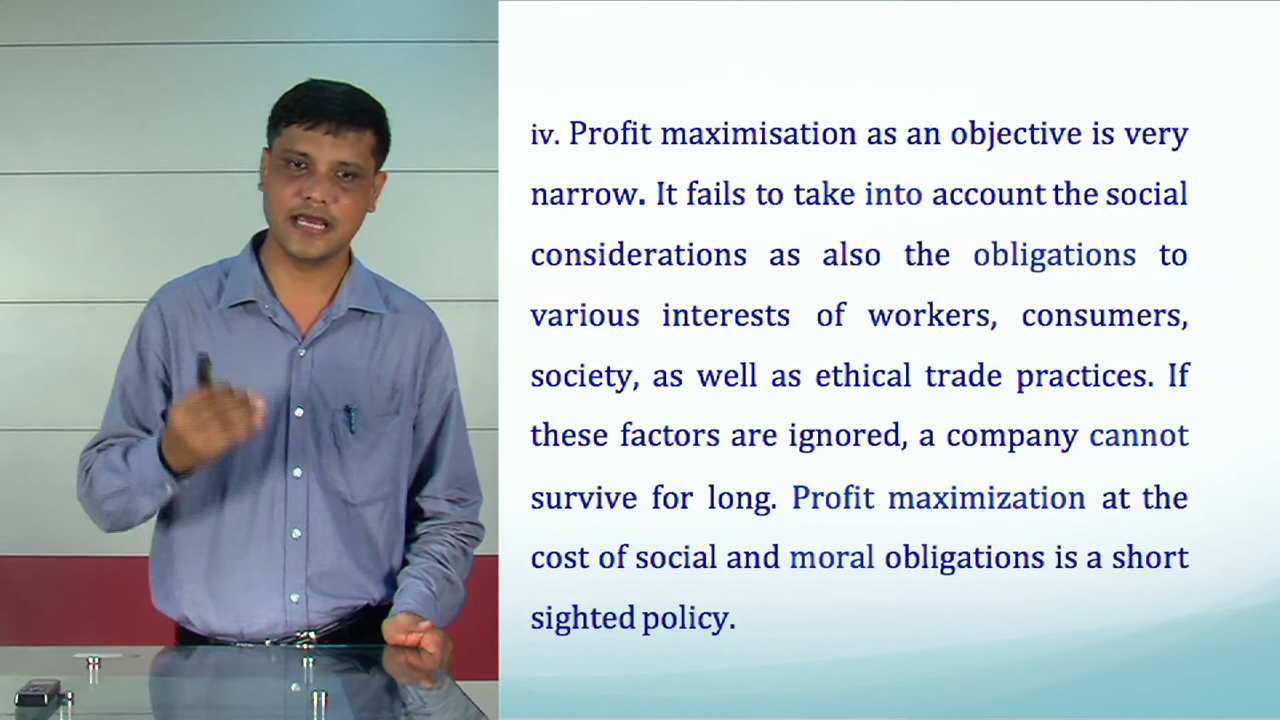 iv. Profit maximisation as an objective is very
narrow. It fails to take into account the social
considerations as also the obligations to
various interests of workers, consumers,
society, as well as ethical trade practices. If
these factors are ignored, a company cannot
survive for long. Profit maximization at the
cost of social and moral obligations is a short
sighted policy.